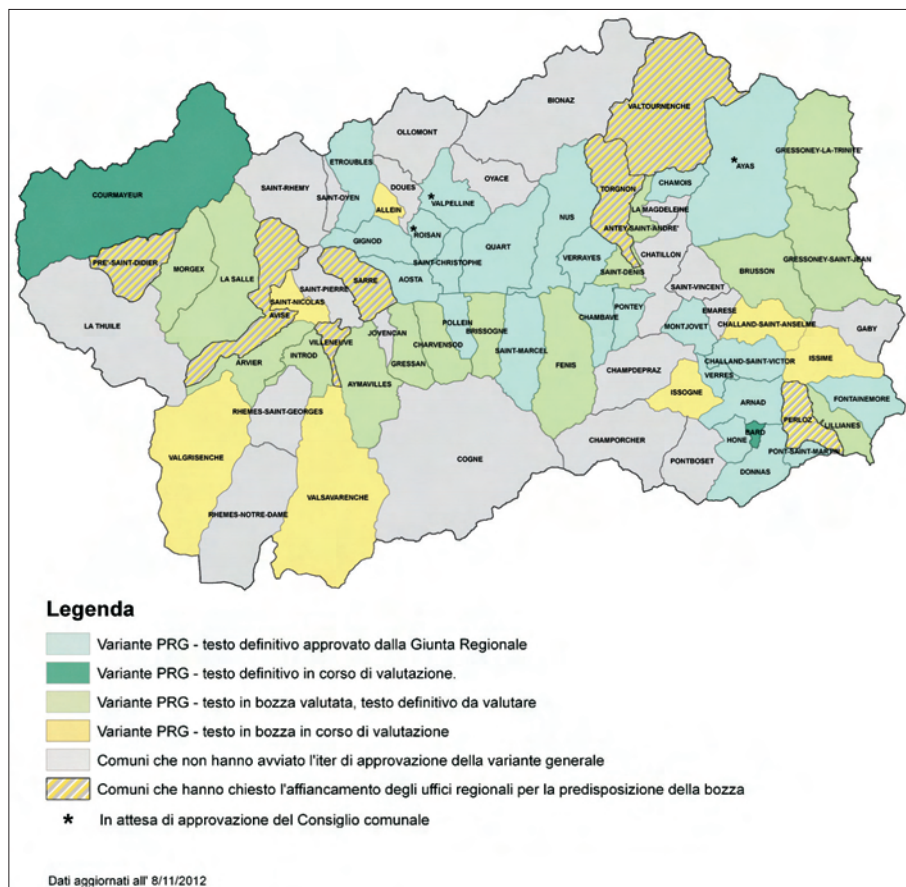 BIONAZ
VALTOURNENCHE
OLLOMONT
ETROUBLES
GRESSONEY-LA-TRINITE'
* AYAS
SAINT-RHEMY
OYACE
DOUES
COURMAYEUR
SAINT-OYEN
* VALPELLINE
TORGNON
CHAMOIS
ALLEIN
LA MAGDELEINE
NUS
* ROISAN
ANTEY-SAINT-ANDRE'
GIGNOD
QUART
PRE'-SAINT-DIDIER
MORGEX
LA SALLE
SAINT-CHRISTOPHE
VERRAYES
CHATILLON
GRESSONEY-SAINT-JEAN
SAINT-DENIS
BRUSSON
AOSTA
SARRE
SAINT-PIERRE
SAINT-VINCENT
SAINT-NICOLAS
PONTEY
EMARESE
AVISE
CHAMBAVE
LA THUILE
POLLEIN
MONTJOVET
CHALLAND-SAINT-ANSELME
GABY
JOVENCAN
BRISSOGNE
VILLENEUVE
CHARVENSOD
SAINT-MARCEL
INTROD
ARVIER
GRESSAN
FENIS
CHALLAND-SAINT-VICTOR
ISSIME
CHAMPDEPRAZ
VERRES
AYMAVILLES
ISSOGNE
FONTAINEMORE
ARNAD
RHEMES-SAINT-GEORGES
PERLOZ
LILLIANES
BARD
HONE
CHAMPORCHER
PONT-SAINT-MARTIN
VALGRISENCHE
COGNE
PONTBOSET
DONNAS
VALSAVARENCHE
RHEMES-NOTRE-DAME
Legenda
Variante PRG - testo definitivo approvato dalla Giunta Regionale
Variante PRG - testo definitivo in corso di valutazione.
Variante PRG - testo in bozza valutata, testo definitivo da valutare
Variante PRG - testo in bozza in corso di valutazione
Comuni che non hanno avviato l'iter di approvazione della variante generale
Comuni che hanno chiesto l'affiancamento degli uffici regionali per la predisposizione della bozza
* In attesa di approvazione del Consiglio comunale
Dati aggiornati all' 8/11/2012